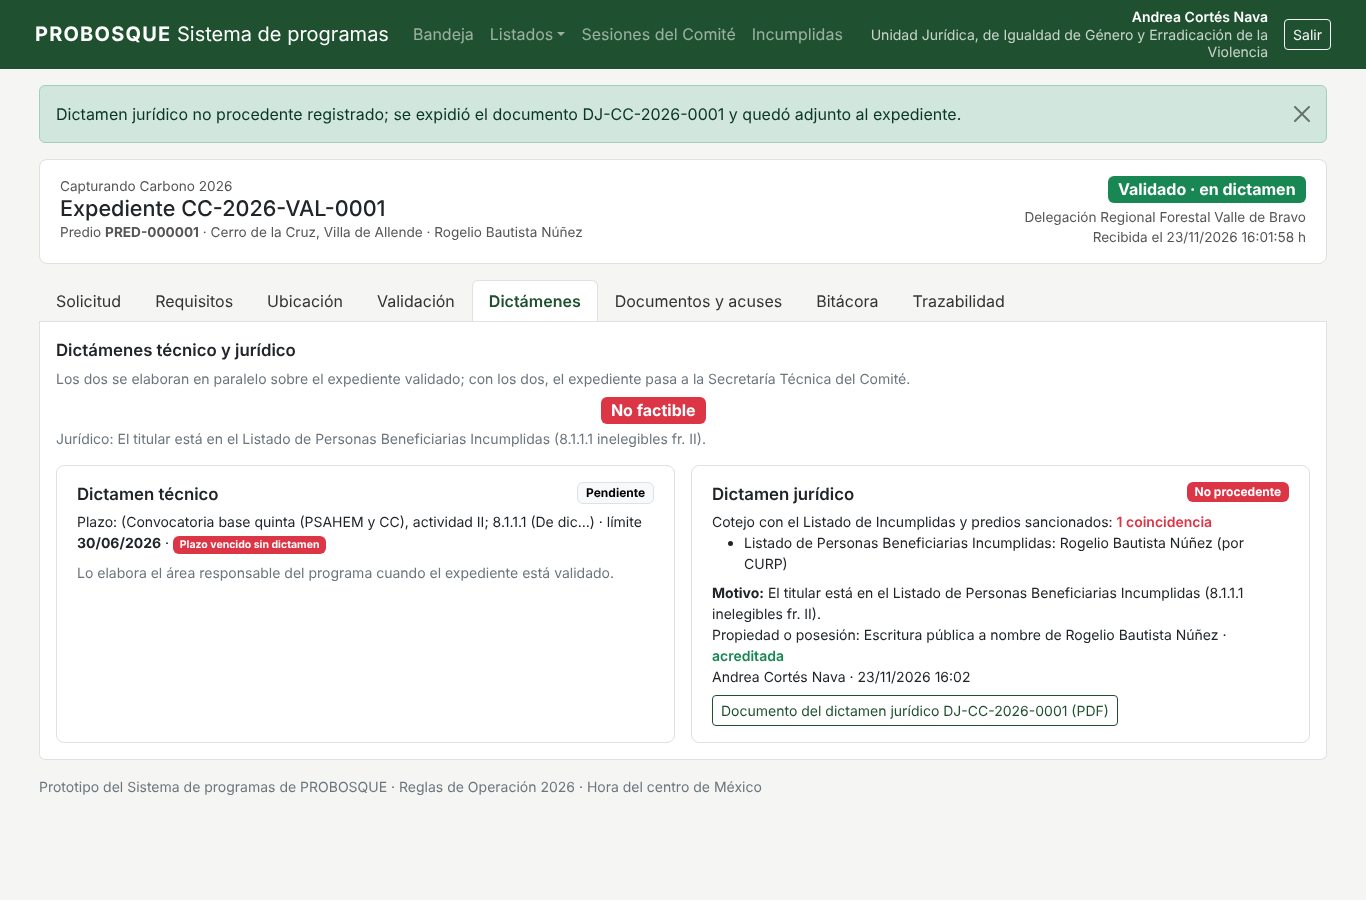 PROBOSQUE Sistema de programas
Bandeja
Listados
Sesiones del Comité
Incumplidas
Andrea Cortés Nava
Unidad Jurídica, de Igualdad de Género y Erradicación de la
Violencia
Salir
Dictamen jurídico no procedente registrado; se expidió el documento DJ-CC-2026-0001 y quedó adjunto al expediente.
Capturando Carbono 2026
Expediente CC-2026-VAL-0001
Predio PRED-000001 · Cerro de la Cruz, Villa de Allende · Rogelio Bautista Núñez
Validado · en dictamen
Delegación Regional Forestal Valle de Bravo
Recibida el 23/11/2026 16:01:58 h
Solicitud
Requisitos
Ubicación
Validación
Dictámenes
Documentos y acuses
Bitácora
Trazabilidad
Dictámenes técnico y jurídico
Los dos se elaboran en paralelo sobre el expediente validado; con los dos, el expediente pasa a la Secretaría Técnica del Comité.
No factible
Jurídico: El titular está en el Listado de Personas Beneficiarias Incumplidas (8.1.1.1 inelegibles fr. II).
Dictamen técnico
Pendiente
Plazo: (Convocatoria base quinta (PSAHEM y CC), actividad II; 8.1.1.1 (De dic...) · límite
30/06/2026 · Plazo vencido sin dictamen
Lo elabora el área responsable del programa cuando el expediente está validado.
Dictamen jurídico
No procedente
Cotejo con el Listado de Incumplidas y predios sancionados: 1 coincidencia
• Listado de Personas Beneficiarias Incumplidas: Rogelio Bautista Núñez (por
CURP)
Motivo: El titular está en el Listado de Personas Beneficiarias Incumplidas (8.1.1.1
inelegibles fr. II).
Propiedad o posesión: Escritura pública a nombre de Rogelio Bautista Núñez ·
acreditada
Andrea Cortés Nava · 23/11/2026 16:02
Documento del dictamen jurídico DJ-CC-2026-0001 (PDF)
Prototipo del Sistema de programas de PROBOSQUE · Reglas de Operación 2026 · Hora del centro de México